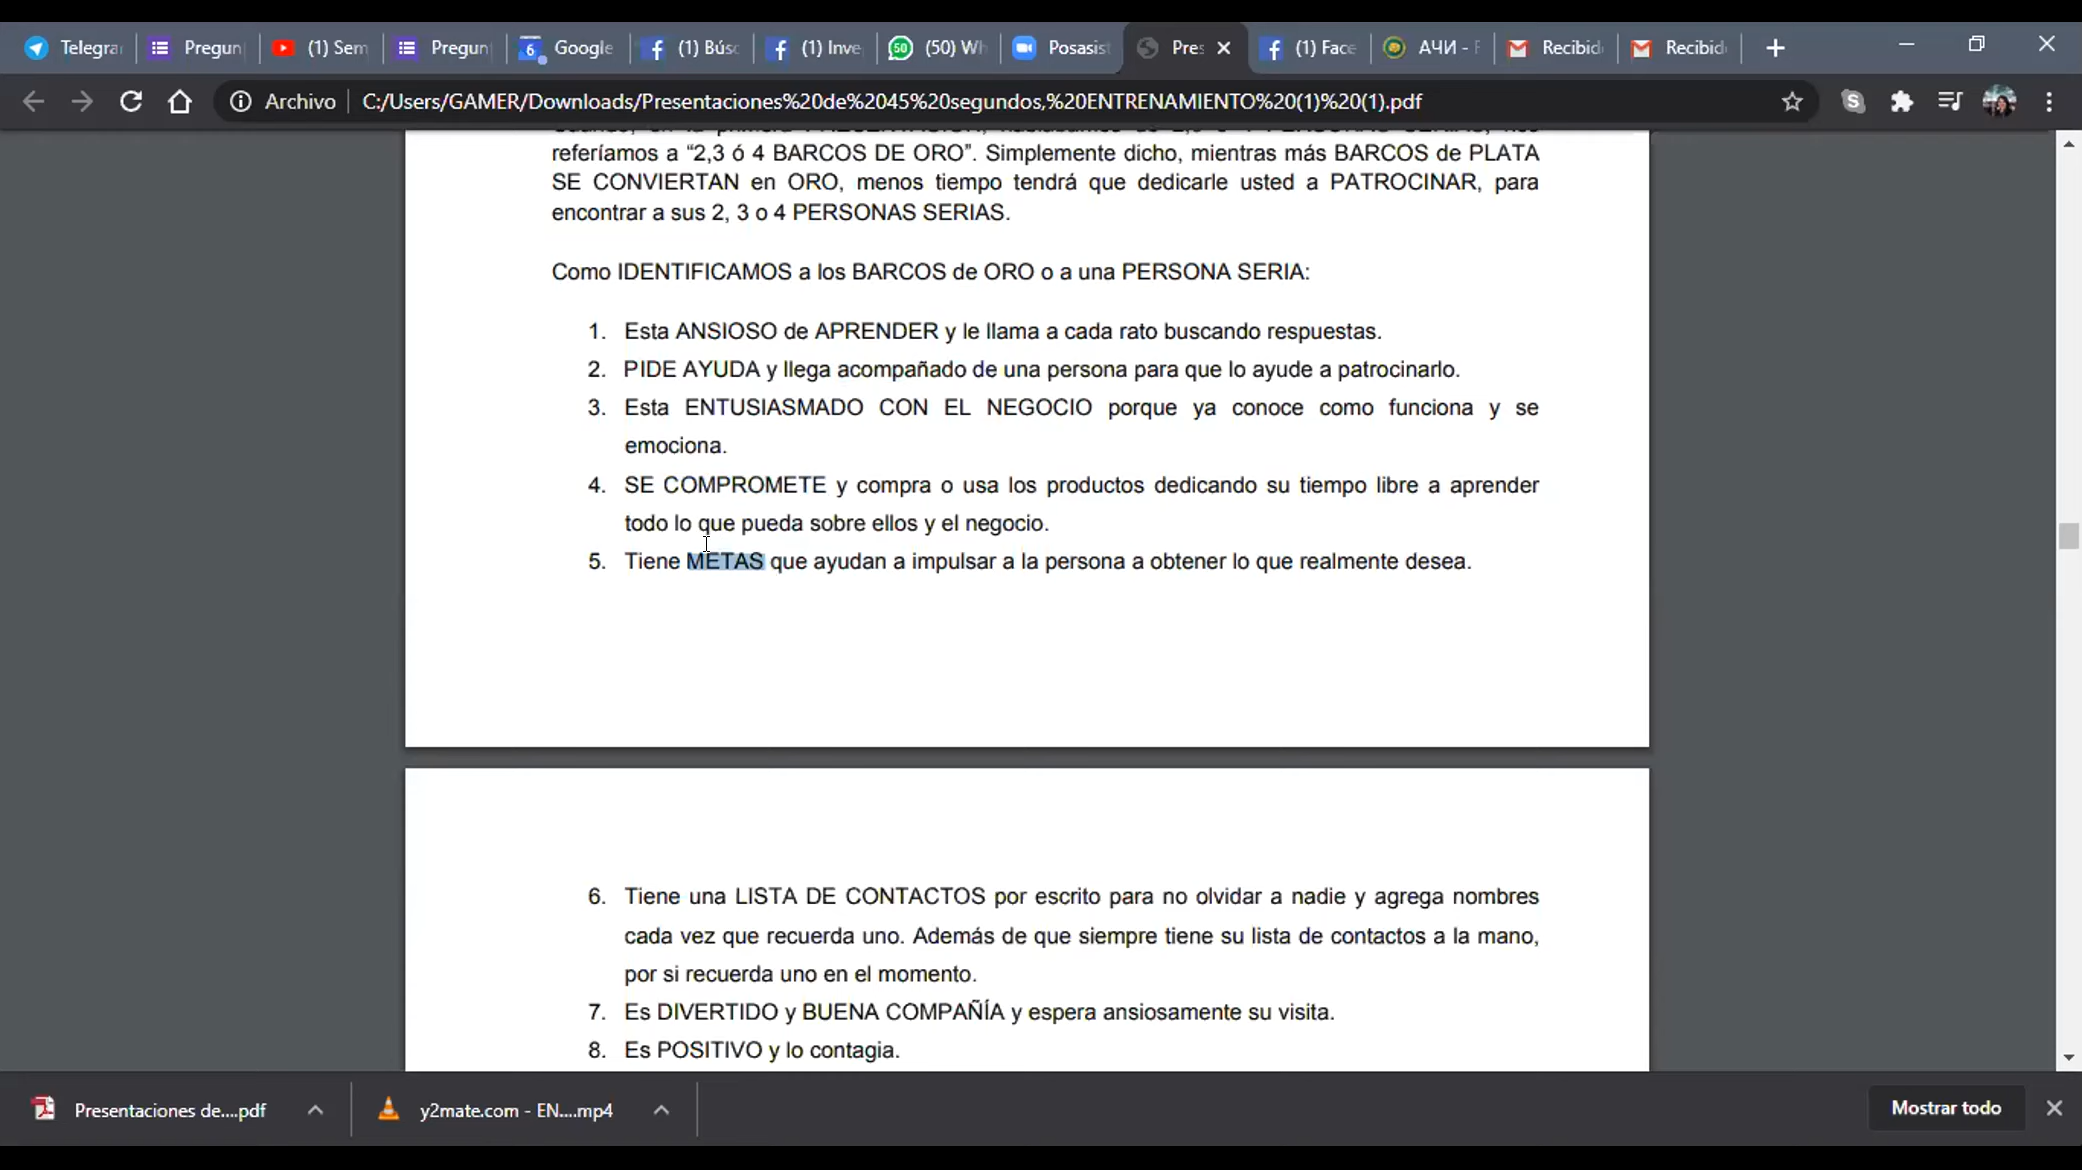 Telegra
Pregun
(1) Sem
Pregun
6
Google
(1) Búsc
(1) Inve
50
(50) Wh
Posasist
Pres
(1) Face
АЧИ - F
Recibid
Recibid
Archivo
C:/Users/GAMER/Downloads/Presentaciones%20de%2045%20segundos,%20ENTRENAMIENTO%20(1)%20(1).pdf
referíamos a “2,3 ó 4 BARCOS DE ORO”. Simplemente dicho, mientras más BARCOS de PLATA
SE CONVIERTAN en ORO, menos tiempo tendrá que dedicarle usted a PATROCINAR, para
encontrar a sus 2, 3 o 4 PERSONAS SERIAS.
Como IDENTIFICAMOS a los BARCOS de ORO o a una PERSONA SERIA:
1. Esta ANSIOSO de APRENDER y le llama a cada rato buscando respuestas.
2. PIDE AYUDA y llega acompañado de una persona para que lo ayude a patrocinarlo.
3. Esta ENTUSIASMADO CON EL NEGOCIO porque ya conoce como funciona y se
emociona.
4. SE COMPROMETE y compra o usa los productos dedicando su tiempo libre a aprender
todo lo que pueda sobre ellos y el negocio.
5. Tiene METAS que ayudan a impulsar a la persona a obtener lo que realmente desea.
6. Tiene una LISTA DE CONTACTOS por escrito para no olvidar a nadie y agrega nombres
cada vez que recuerda uno. Además de que siempre tiene su lista de contactos a la mano,
por si recuerda uno en el momento.
7. Es DIVERTIDO y BUENA COMPAÑÍA y espera ansiosamente su visita.
8. Es POSITIVO y lo contagia.
Presentaciones de....pdf
y2mate.com - EN....mp4
Mostrar todo